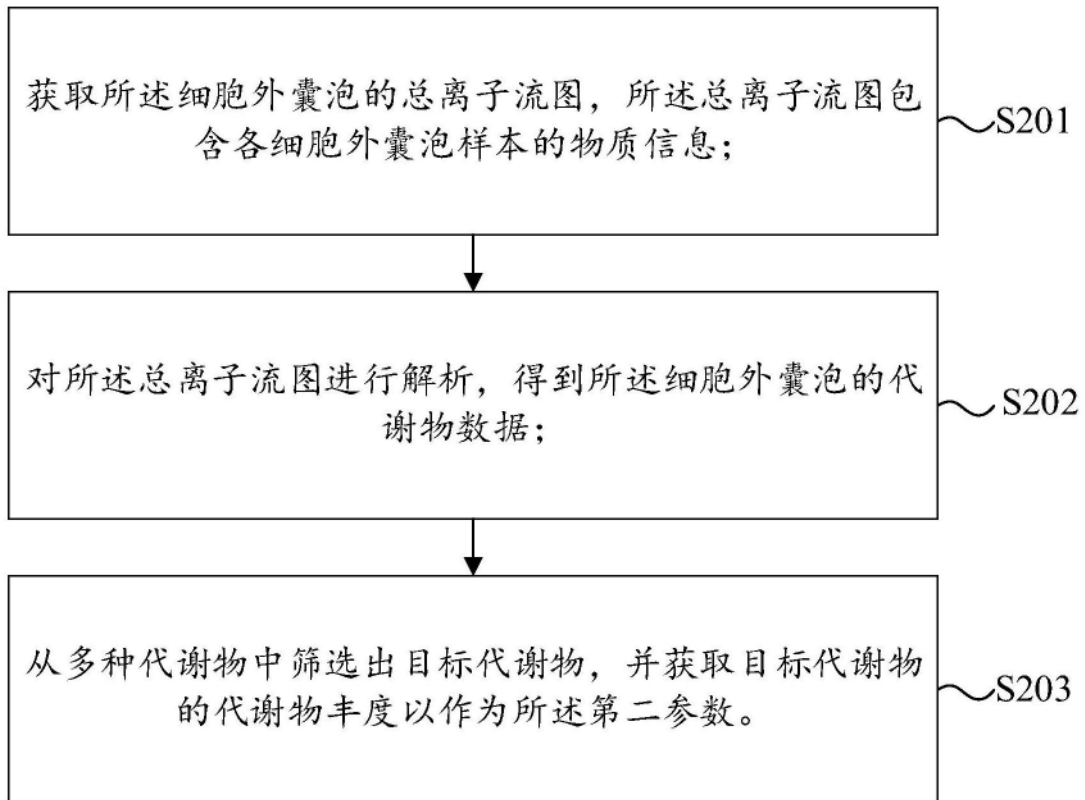 获取所述细胞外囊泡的总离子流图，所述总离子流图包
含各细胞外囊泡样本的物质信息；
S201
对所述总离子流图进行解析，得到所述细胞外囊泡的代
谢物数据；
S202
从多种代谢物中筛选出目标代谢物，并获取目标代谢物
的代谢物丰度以作为所述第二参数。
S203